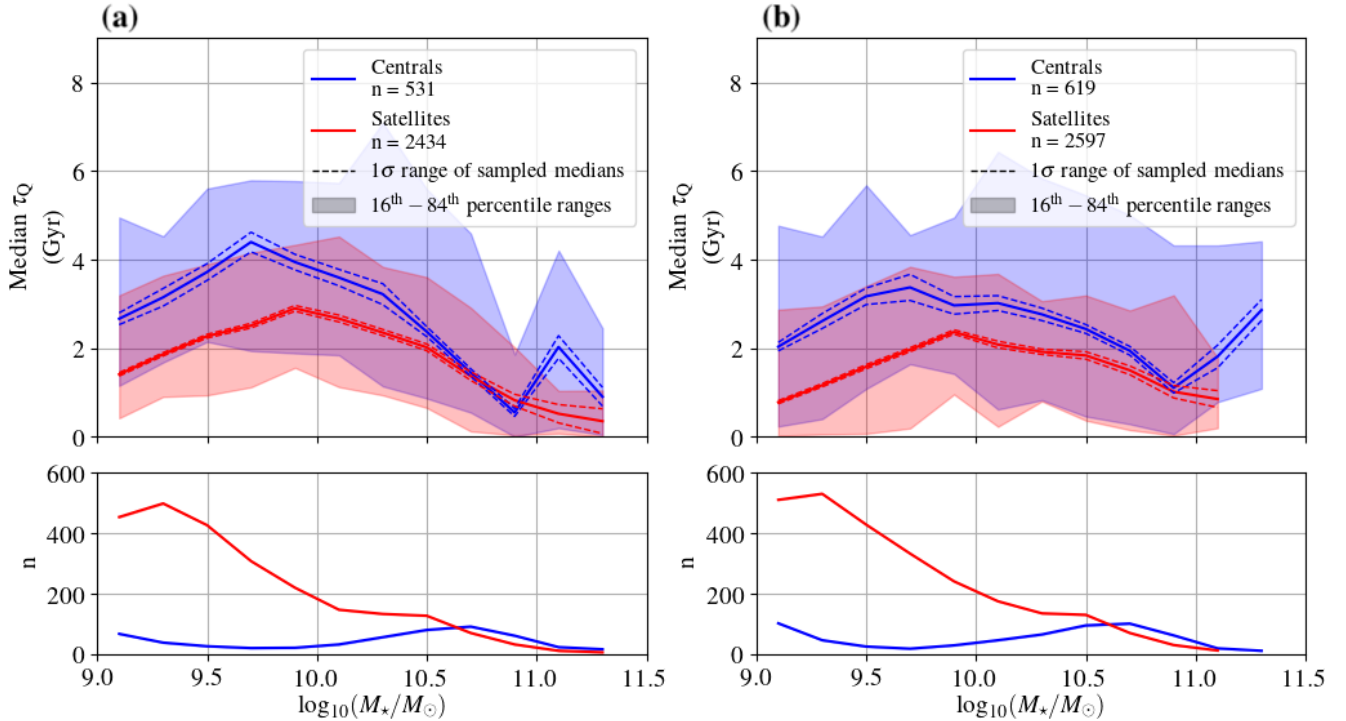 (a)
Centrals
n = 531
Satellites
n = 2434
1σ range of sampled medians
16th − 84th percentile ranges
Median τQ
(Gyr)
8
6
4
2
0
600
400
200
0
n
9.0 9.5 10.0 10.5 11.0 11.5
log10(M⋆/M⊙)
(b)
Centrals
n = 619
Satellites
n = 2597
1σ range of sampled medians
16th − 84th percentile ranges
Median τQ
(Gyr)
8
6
4
2
0
600
400
200
0
n
9.0 9.5 10.0 10.5 11.0 11.5
log10(M⋆/M⊙)